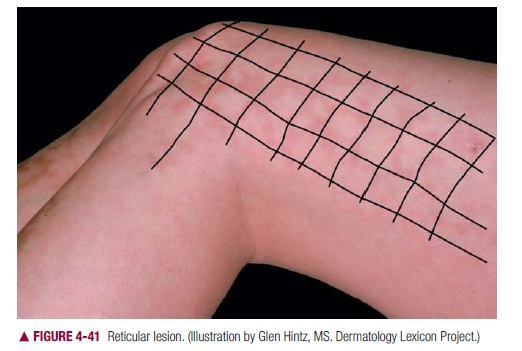 ▲ FIGURE 4-41 Reticular lesion. (Illustration by Glen Hintz, MS. Dermatology Lexicon Project.)